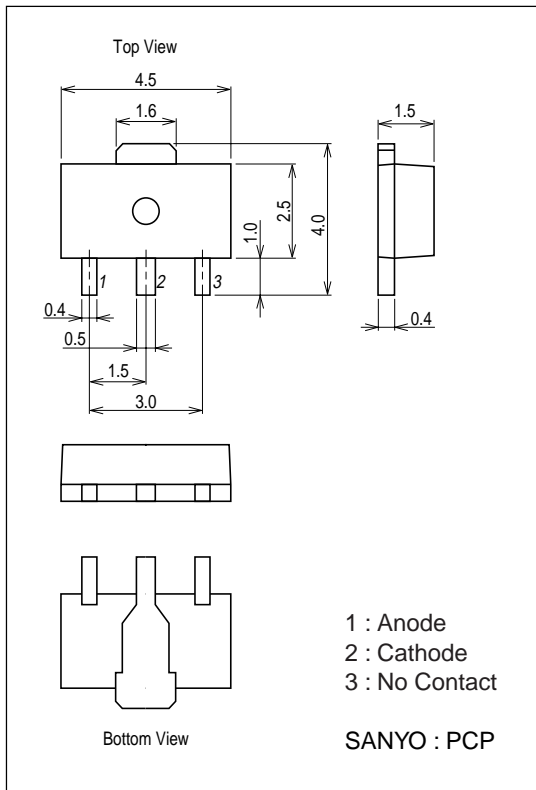 Top View
4.5
1.6
1.5
2.5
4.0
1.0
1
2
3
0.4
0.5
1.5
3.0
0.4
1 : Anode
2 : Cathode
3 : No Contact
Bottom View
SANYO : PCP